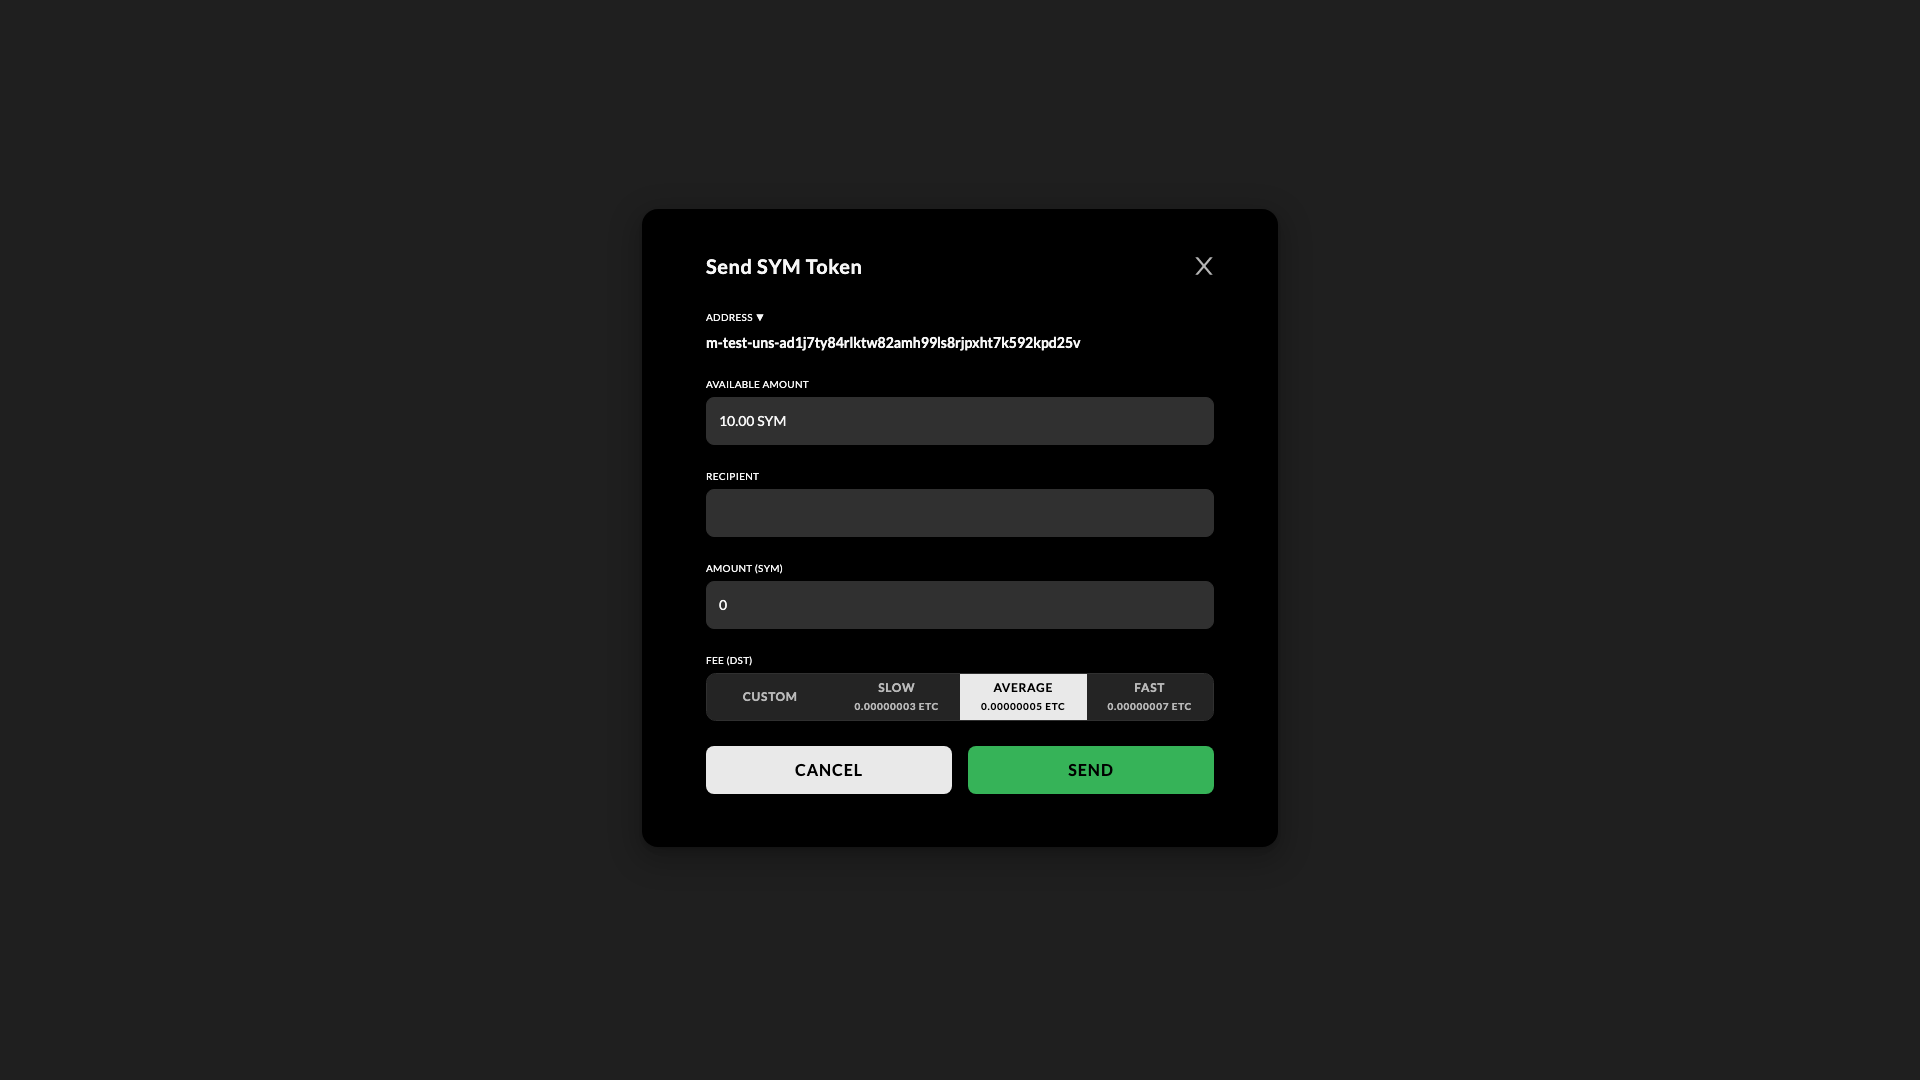 Send SYM Token
X
ADDRESS ▼
m-test-uns-ad1j7ty84rlktw82amh99ls8rjpxht7k592kpd25v
AVAILABLE AMOUNT
10.00 SYM
RECIPIENT
AMOUNT (SYM)
0
FEE (DST)
CUSTOM
SLOW
0.00000003 ETC
AVERAGE
0.00000005 ETC
FAST
0.00000007 ETC
CANCEL
SEND